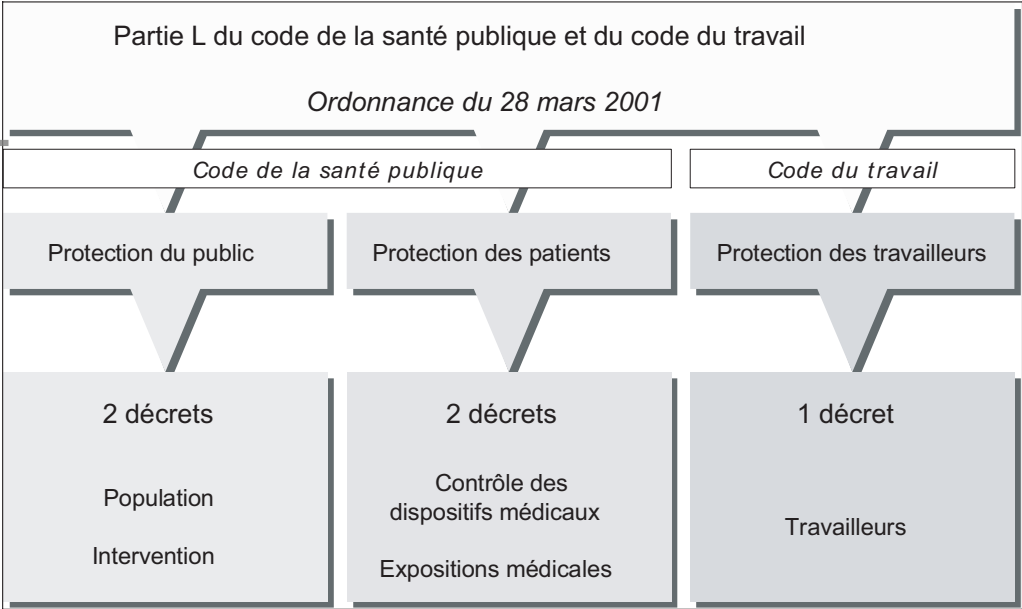 Partie L du code de la santé publique et du code du travail
Ordonnance du 28 mars 2001
Code de la santé publique
Code du travail
Protection du public
Protection des patients
Protection des travailleurs
2 décrets
Population
Intervention
2 décrets
Contrôle des
dispositifs médicaux
Expositions médicales
1 décret
Travailleurs